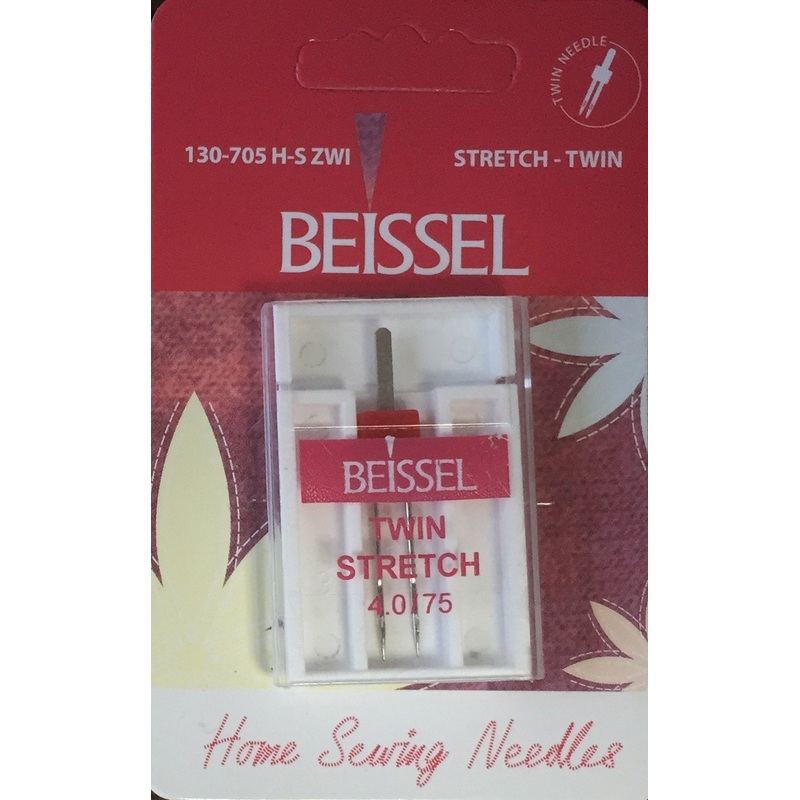 TWIN NEEDLE
130-705 H-S ZWI
STRETCH - TWIN
BEISSEL
BEISSEL
TWIN
STRETCH
4.0/75
Home Sewing Needles